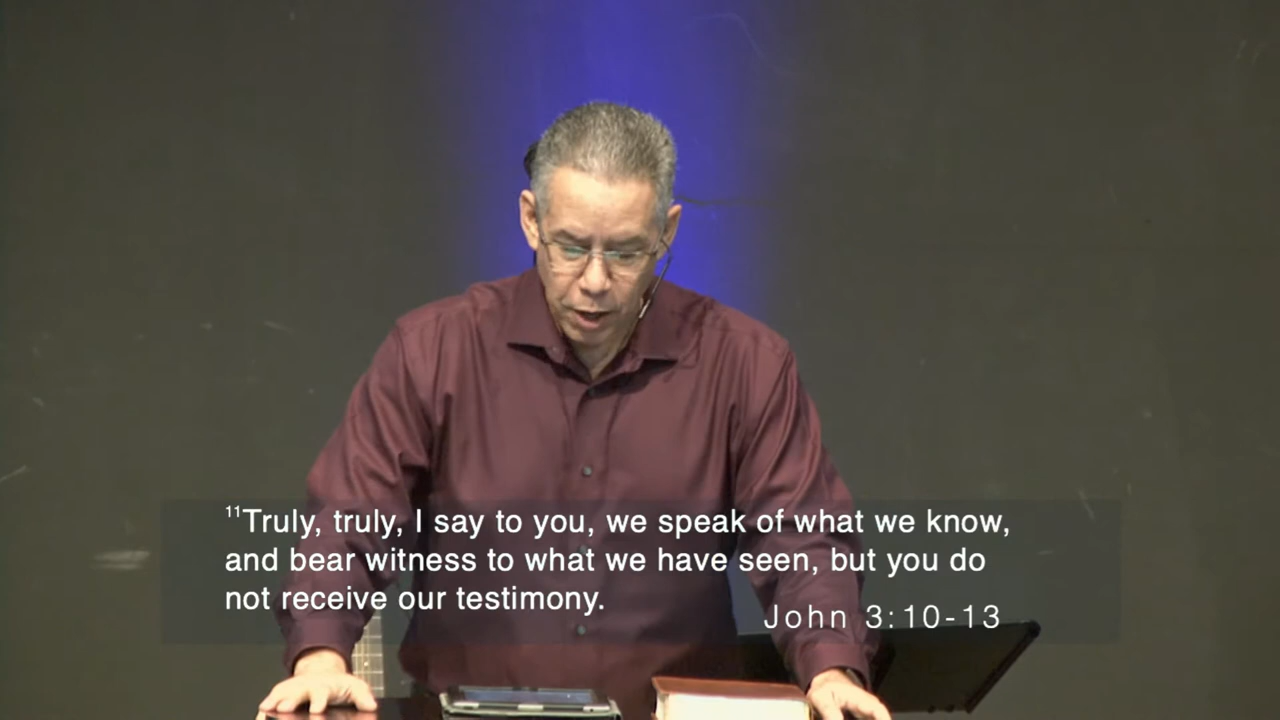 ¹¹Truly, truly, I say to you, we speak of what we know,
and bear witness to what we have seen, but you do
not receive our testimony.
John 3:10-13